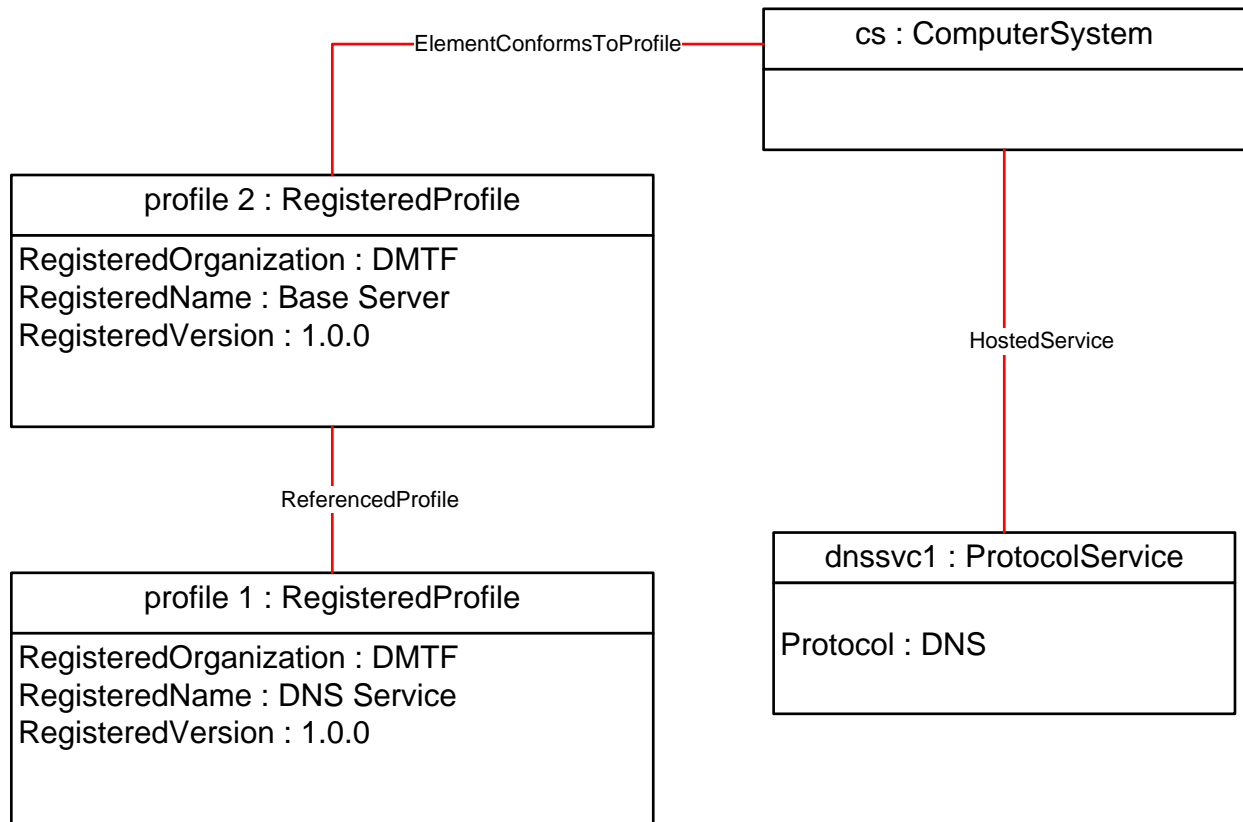 ElementConformsToProfile
cs : ComputerSystem
profile 2 : RegisteredProfile
RegisteredOrganization : DMTF
RegisteredName : Base Server
RegisteredVersion : 1.0.0
HostedService
ReferencedProfile
dnssvc1 : ProtocolService
Protocol : DNS
profile 1 : RegisteredProfile
RegisteredOrganization : DMTF
RegisteredName : DNS Service
RegisteredVersion : 1.0.0